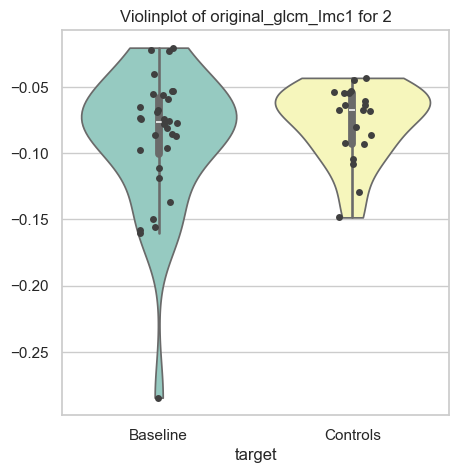 Violinplot of original_glcm_Imc1 for 2
−0.05
−0.10
−0.15
−0.20
−0.25
Baseline
Controls
target